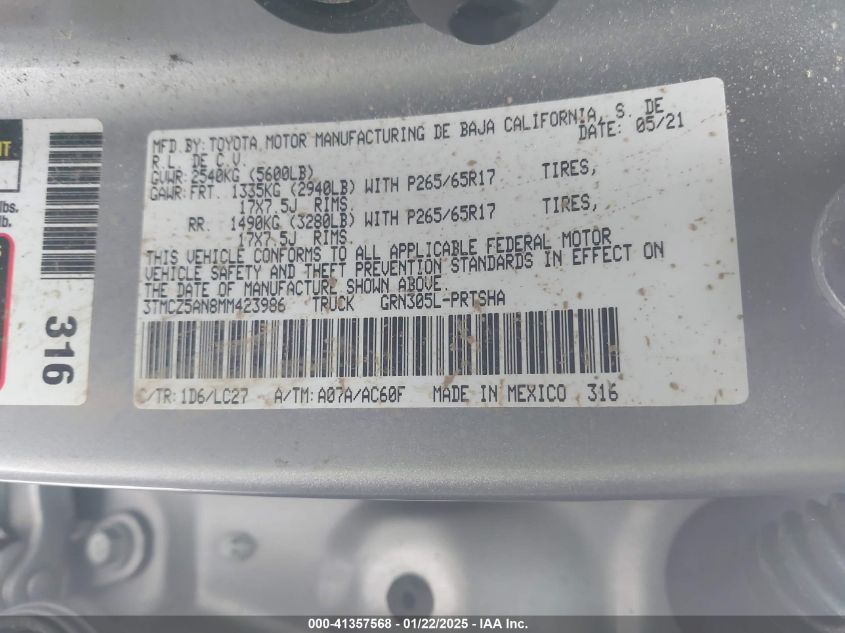 MFD.BY:TOYOTA MOTOR MANUFACTURING DE BAJA CALIFORNIA, S. DE
R.L. DE C.V. DATE: 05/21
GVWR: 2540KG (5600LB)
GAWR:FRT. 1335KG (2940LB) WITH P265/65R17 TIRES,
17X7.5J RIMS.
RR. 1490KG (3280LB) WITH P265/65R17 TIRES,
17X7.5J RIMS.
THIS VEHICLE CONFORMS TO ALL APPLICABLE FEDERAL MOTOR
VEHICLE SAFETY AND THEFT PREVENTION STANDARDS IN EFFECT ON
THE DATE OF MANUFACTURE SHOWN ABOVE.
3TMCZ5AN8MM423986 TRUCK GRN305L-PRTSHA
C/TR:1D6/LC27 A/TM:A07A/AC60F MADE IN MEXICO 316
lbs.
lb.
316
000-41357568 - 01/22/2025 - IAA Inc.